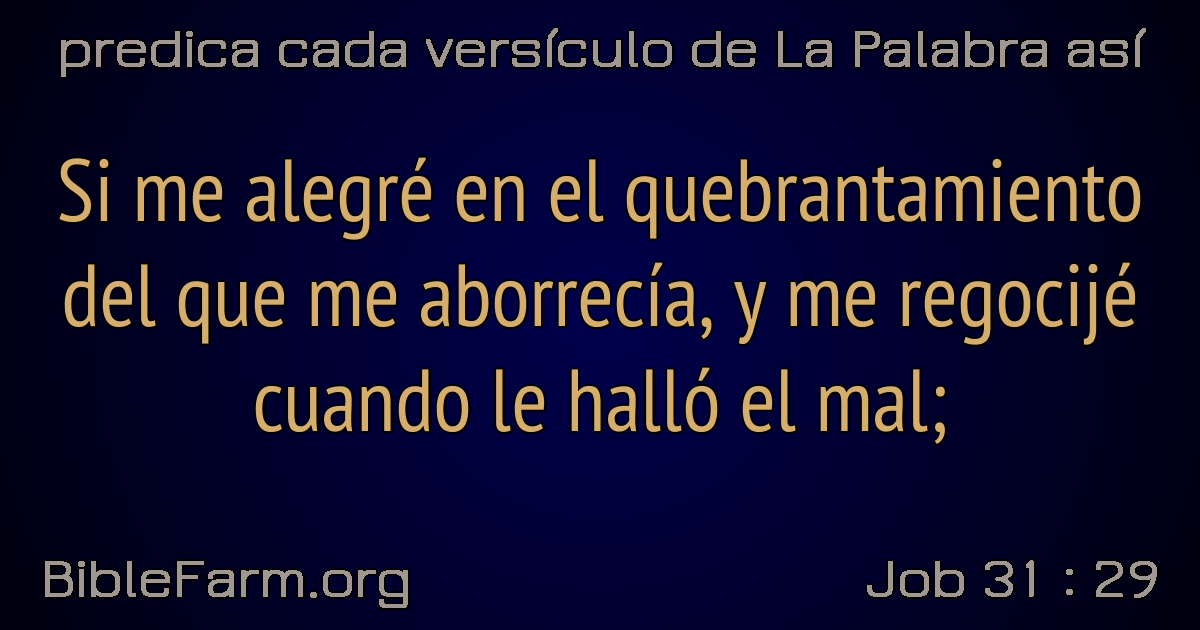 predica cada versículo de La Palabra así
Si me alegré en el quebrantamiento
del que me aborrecía, y me regocijé
cuando le halló el mal;
BibleFarm.org
Job 31 : 29